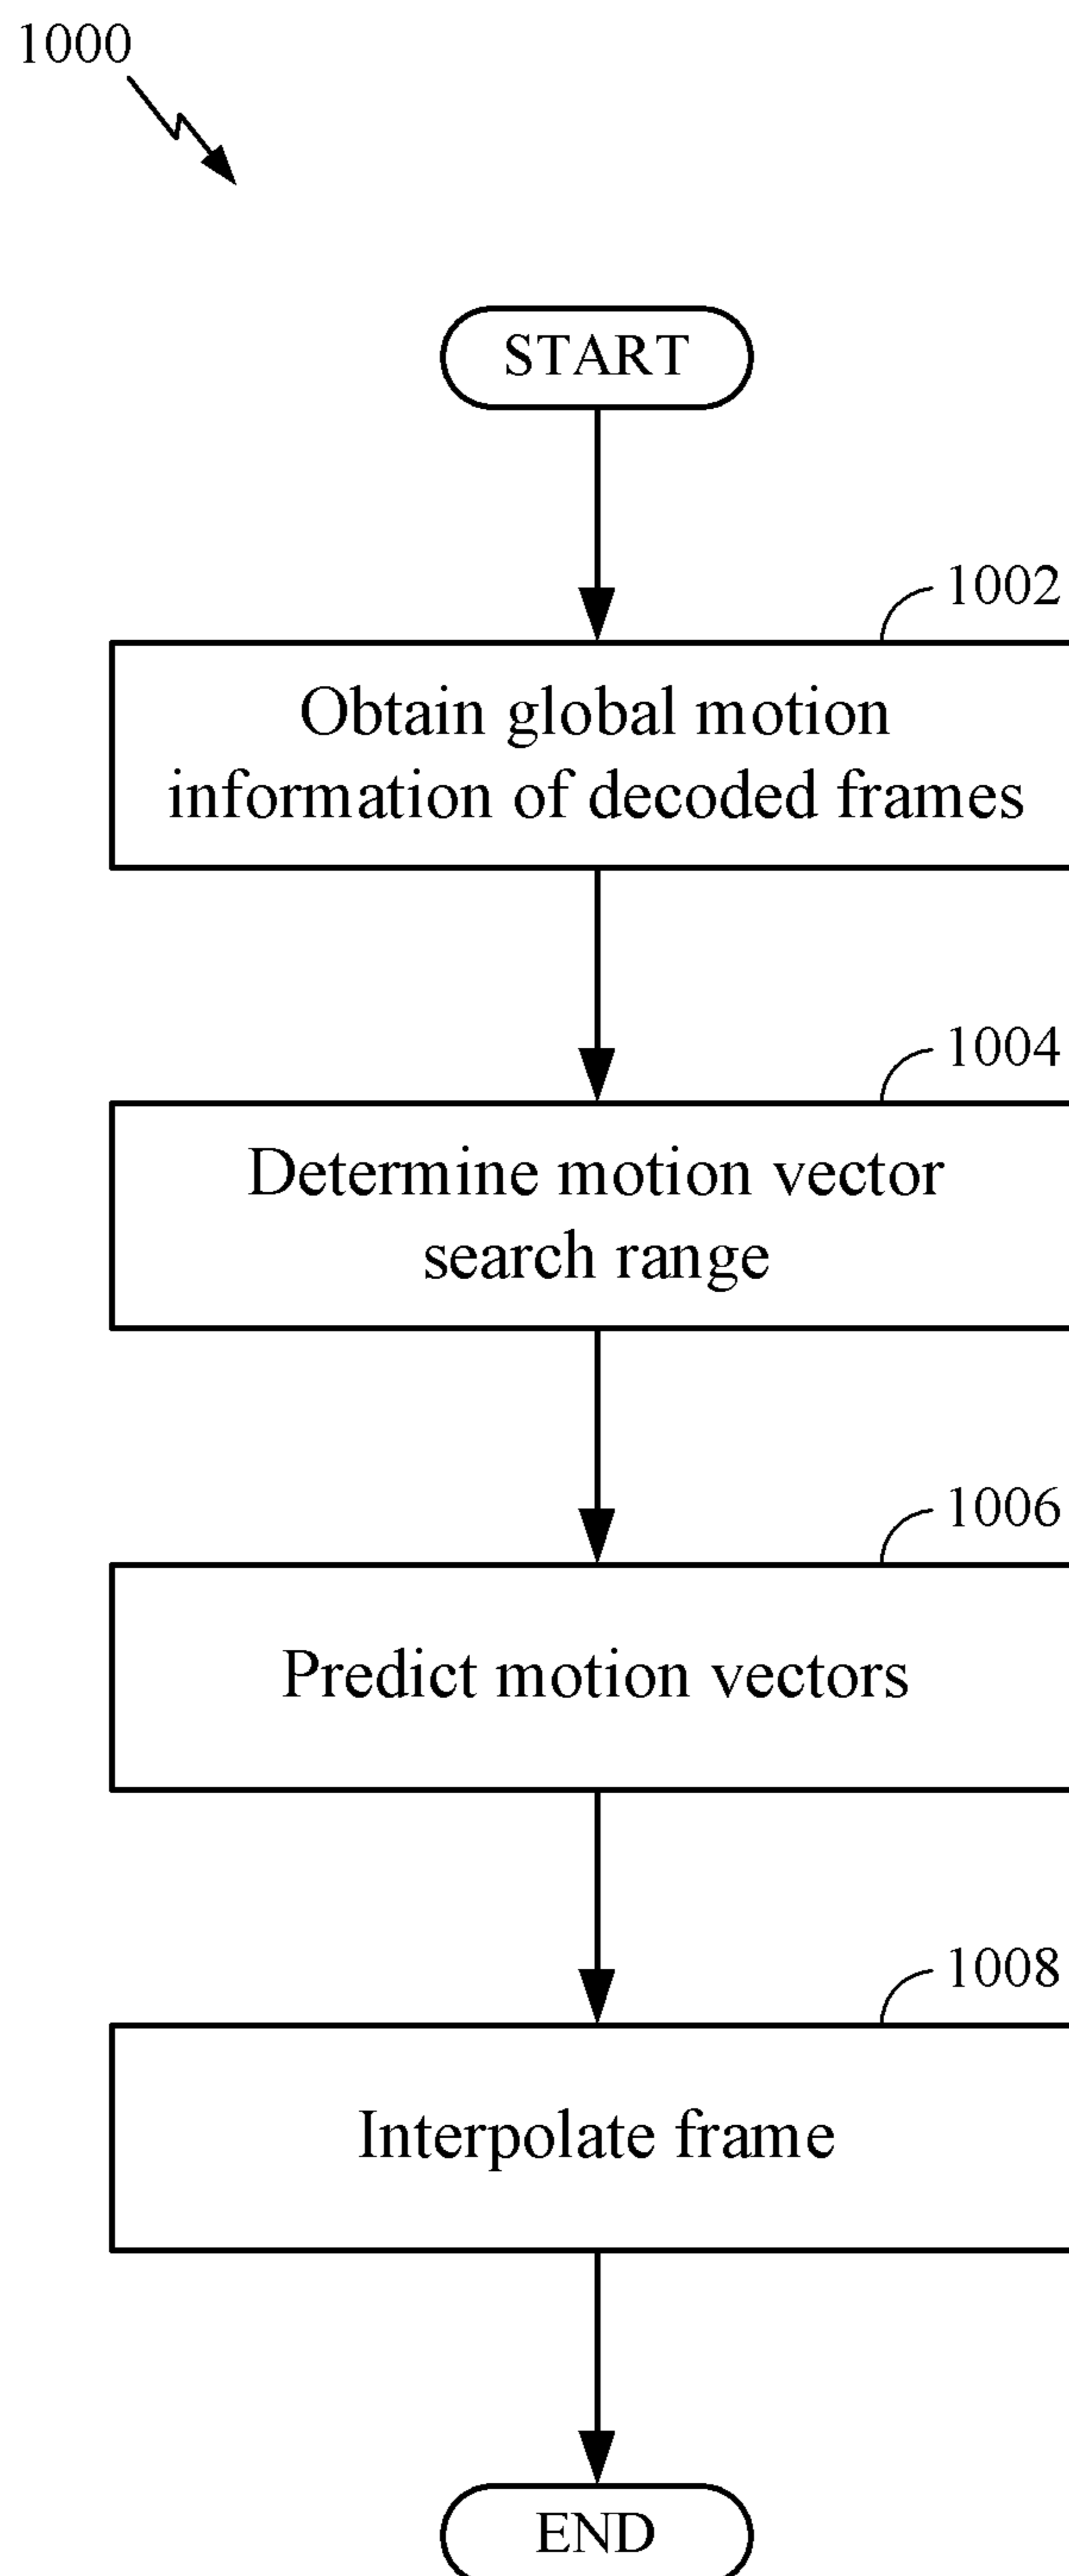 1000
START
1002
Obtain global motion
information of decoded frames
1004
Determine motion vector
search range
1006
Predict motion vectors
1008
Interpolate frame
END